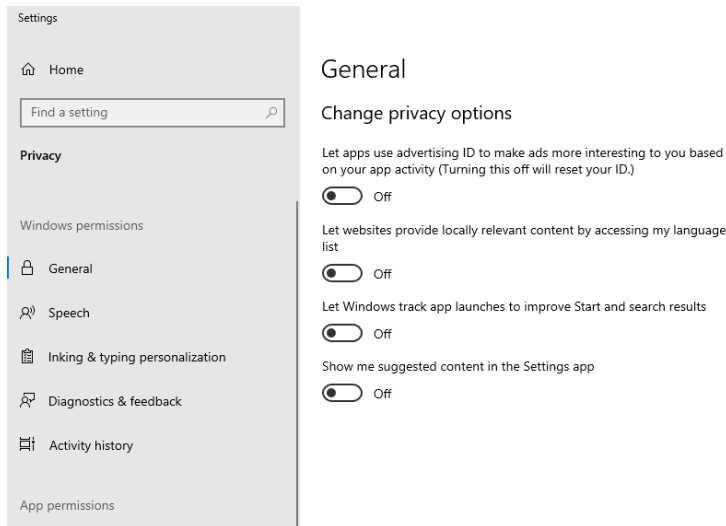 Settings
Home
Find a setting
Privacy
Windows permissions
General
Speech
Inking & typing personalization
Diagnostics & feedback
Activity history
App permissions
General
Change privacy options
Let apps use advertising ID to make ads more interesting to you based
on your app activity (Turning this off will reset your ID.)
Off
Let websites provide locally relevant content by accessing my language
list
Off
Let Windows track app launches to improve Start and search results
Off
Show me suggested content in the Settings app
Off